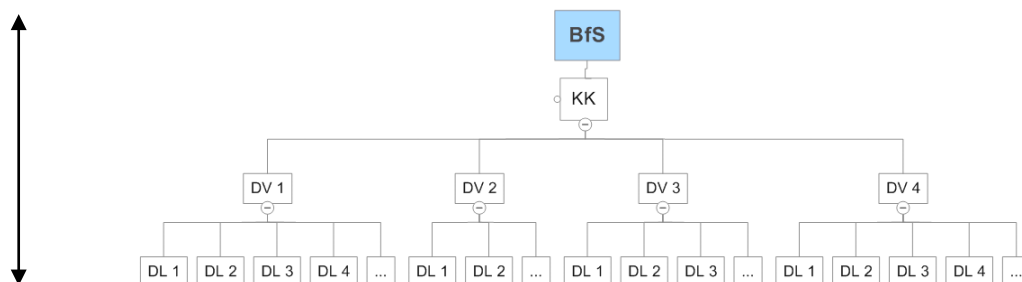 BfS
KK
DV 1 DV 2 DV 3 DV 4
DL 1 DL 2 DL 3 DL 4 ... DL 1 DL 2 ... DL 1 DL 2 DL 3 ... DL 1 DL 2 DL 3 DL 4 ...